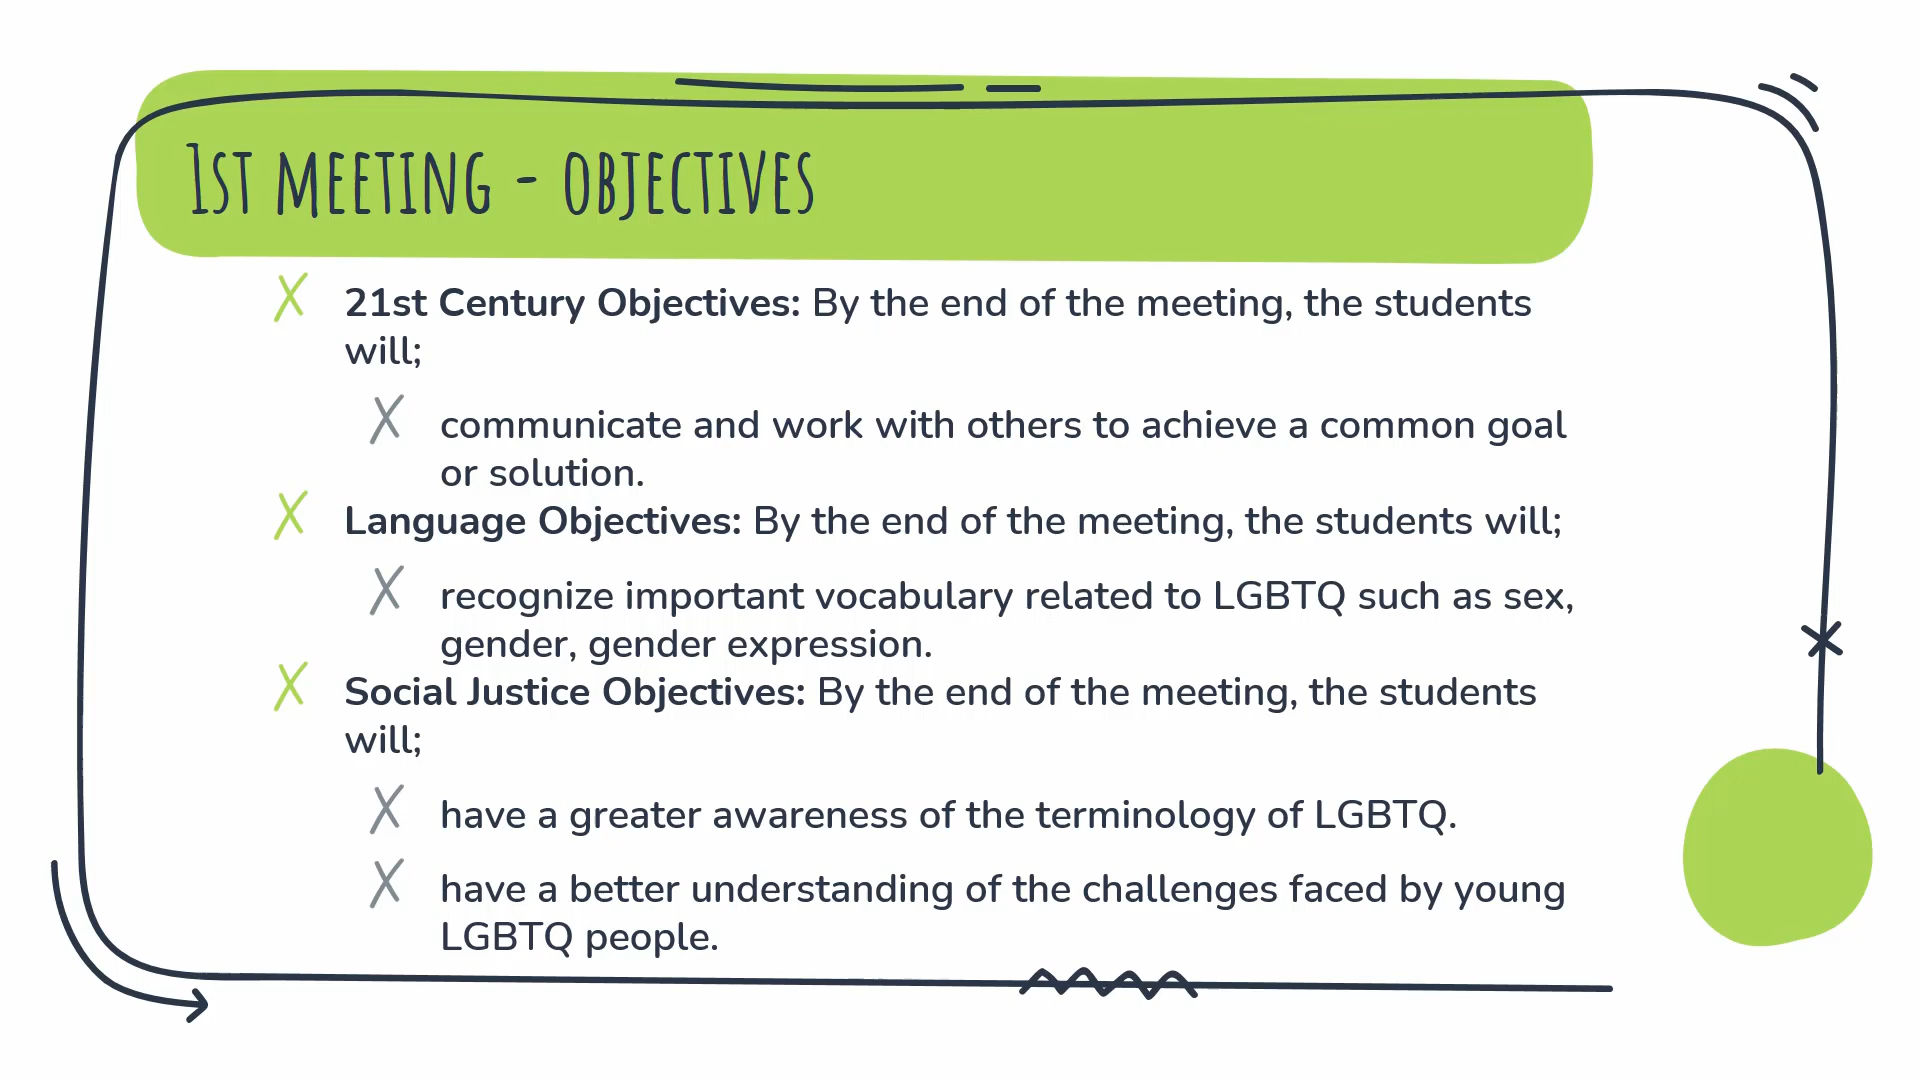 1st meeting - objectives
21st Century Objectives: By the end of the meeting, the students
will;
communicate and work with others to achieve a common goal
or solution.
Language Objectives: By the end of the meeting, the students will;
recognize important vocabulary related to LGBTQ such as sex,
gender, gender expression.
Social Justice Objectives: By the end of the meeting, the students
will;
have a greater awareness of the terminology of LGBTQ.
have a better understanding of the challenges faced by young
LGBTQ people.